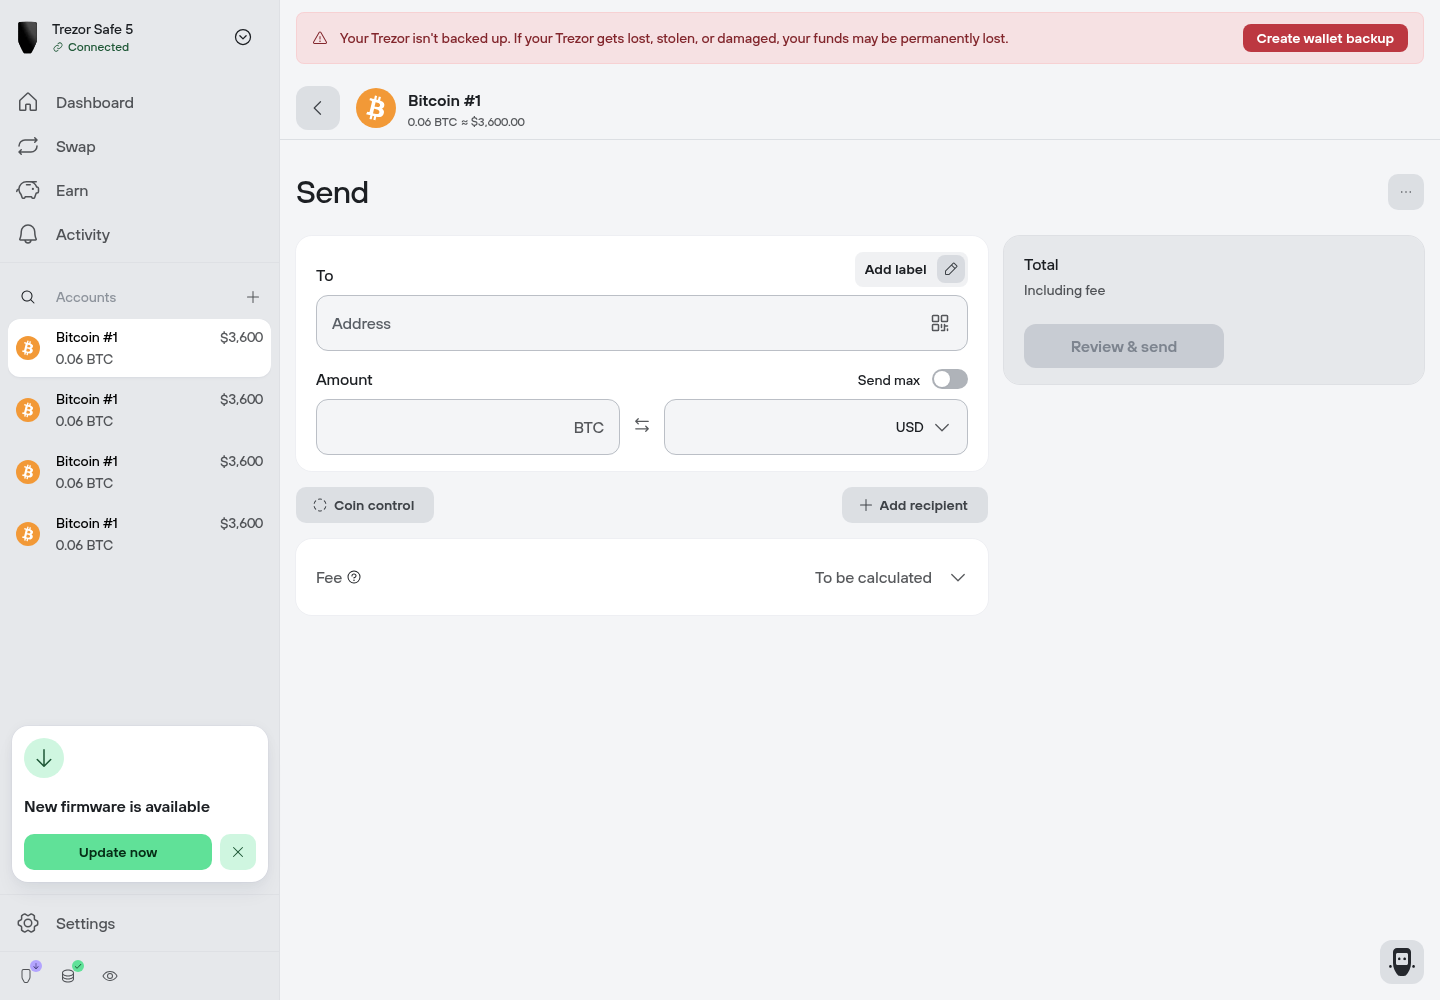 Trezor Safe 5
Connected
Dashboard
Swap
Earn
Activity
Accounts
Bitcoin #1 $3,600
0.06 BTC
Bitcoin #1 $3,600
0.06 BTC
Bitcoin #1 $3,600
0.06 BTC
Bitcoin #1 $3,600
0.06 BTC
New firmware is available
Update now
Settings
Your Trezor isn't backed up. If your Trezor gets lost, stolen, or damaged, your funds may be permanently lost.
Create wallet backup
Bitcoin #1
0.06 BTC ≈ $3,600.00
Send
To
Add label
Address
Amount
Send max
BTC
USD
Coin control
Add recipient
Fee
To be calculated
Total
Including fee
Review & send